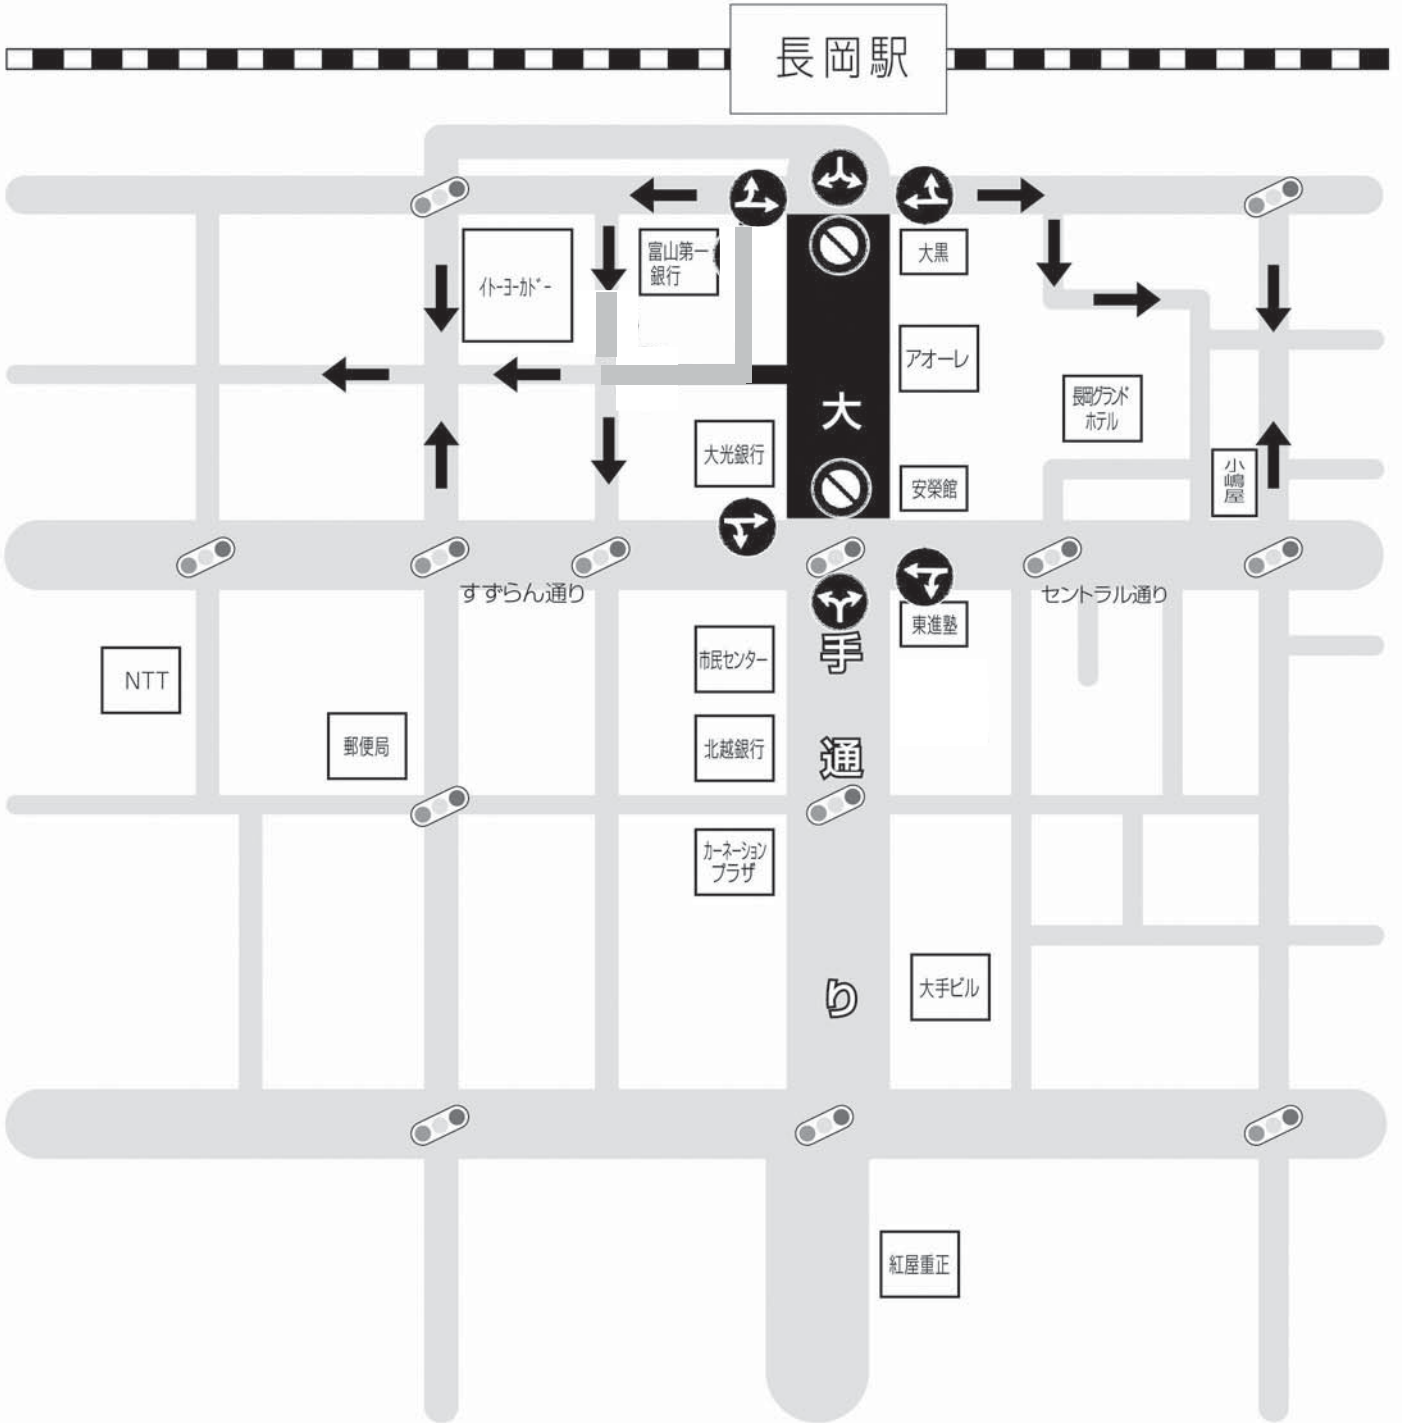 長岡駅
富山第一
銀行
大黒
イトーヨーカドー
アオーレ
長岡グランド
ホテル
大
大光銀行
安榮館
小嶋屋
すずらん通り
セントラル通り
東進塾
市民センター
手
NTT
郵便局
北越銀行
通
カーネーション
プラザ
り
大手ビル
紅屋重正